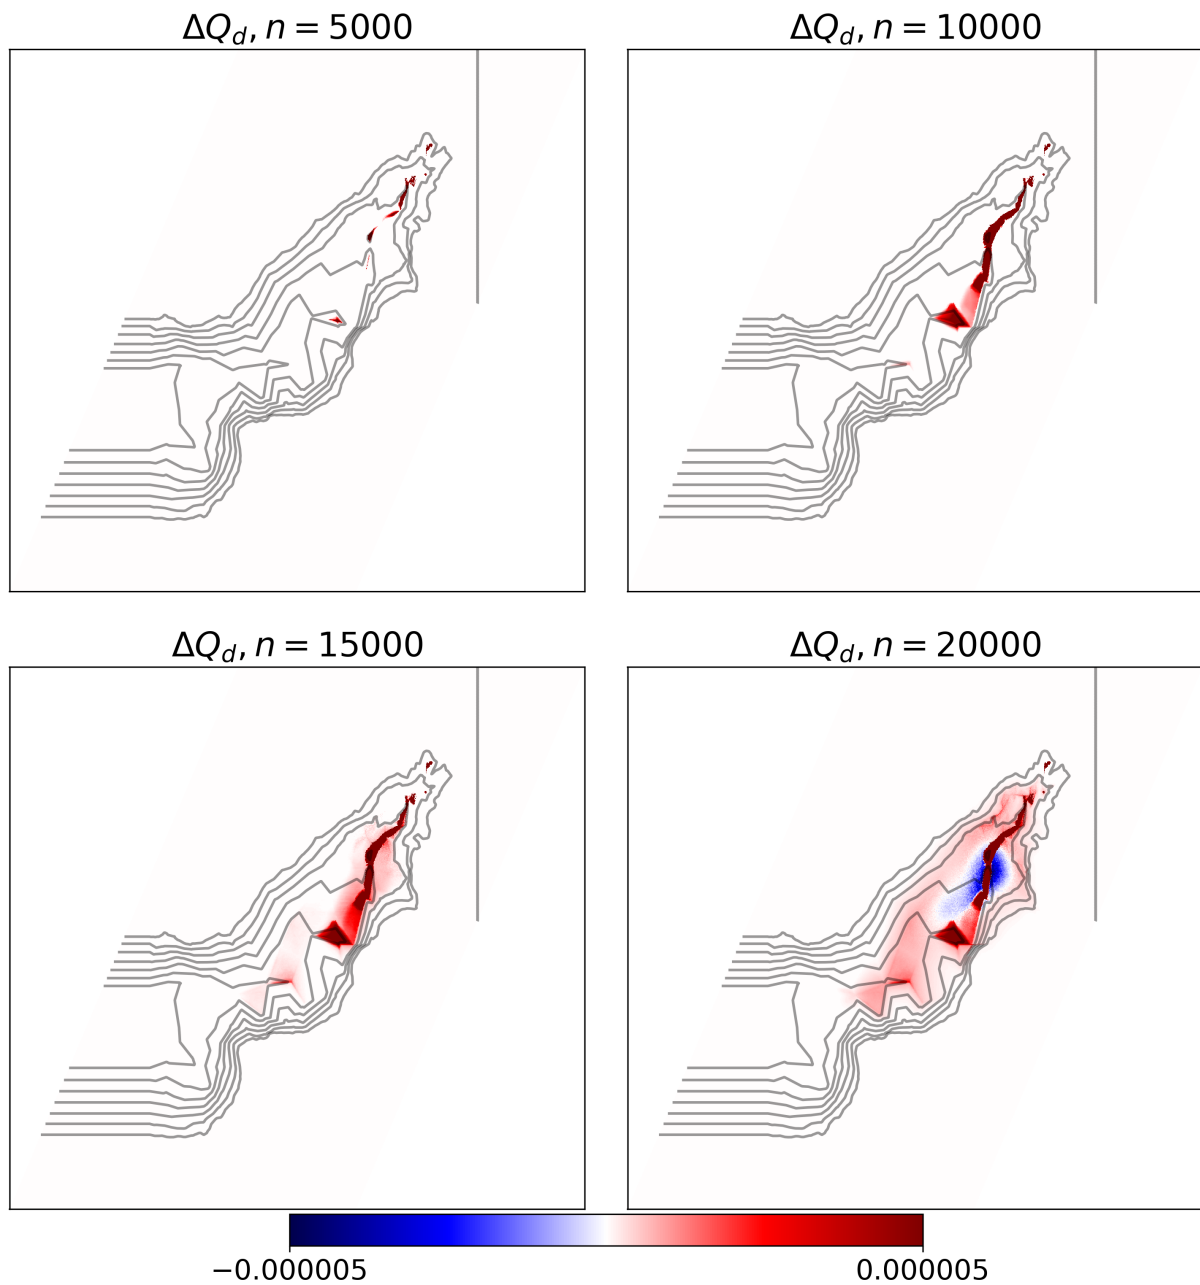 ΔQ_d, n = 5000
ΔQ_d, n = 10000
ΔQ_d, n = 15000
ΔQ_d, n = 20000
−0.000005
0.000005